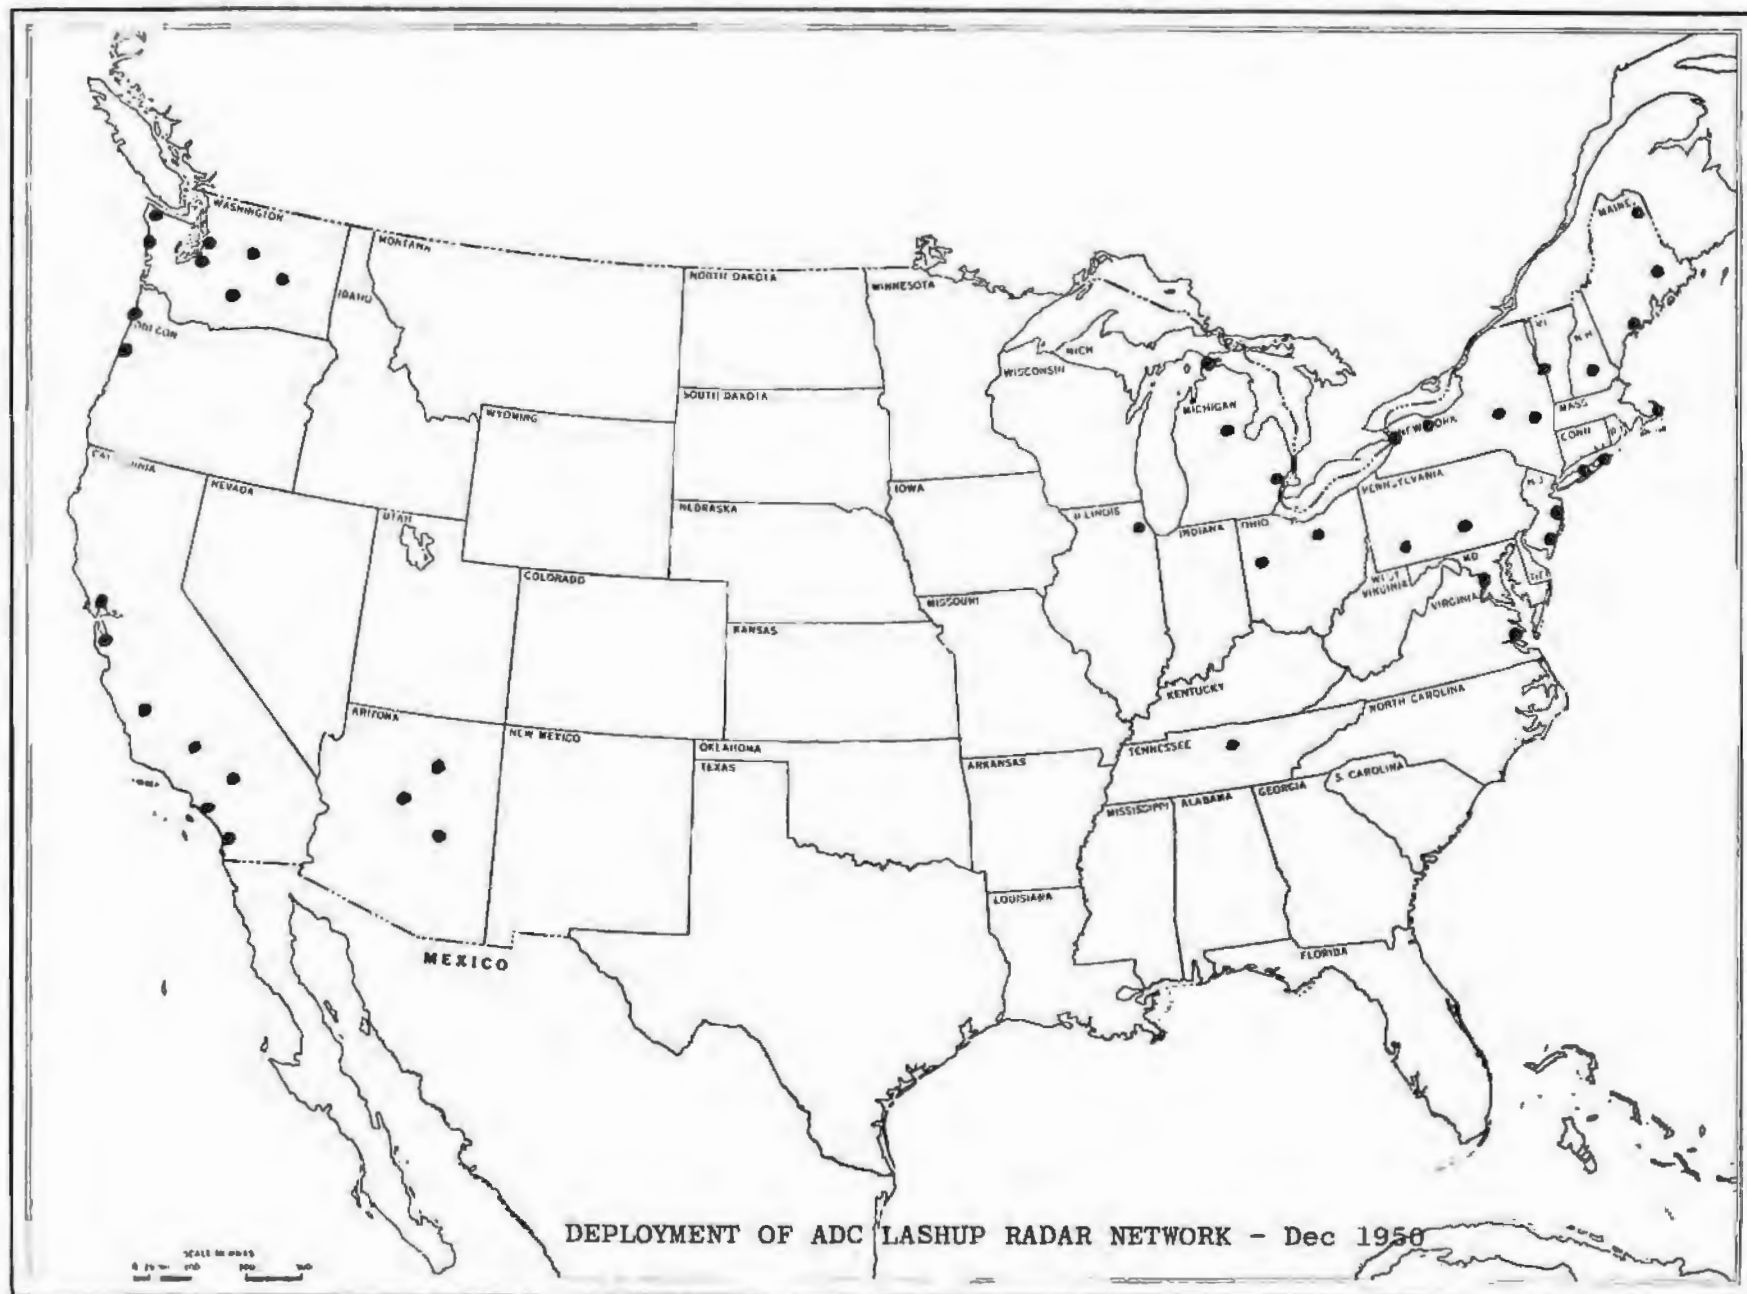 WASHINGTON
MONTANA
NORTH DAKOTA
MINNESOTA
MAINE
IDAHO
N H
MICH
WISCONSIN
SOUTH DAKOTA
MICHIGAN
NEW YORK
MASS
CONN
WYOMING
NEVADA
UTAH
IOWA
NEBRASKA
ILLINOIS
INDIANA
OHIO
PENNSYLVANIA
N.J.
MD
COLORADO
MISSOURI
WEST
VIRGINIA
VIRGINIA
KANSAS
KENTUCKY
NORTH CAROLINA
ARIZONA
NEW MEXICO
OKLAHOMA
TEXAS
TENNESSEE
ARKANSAS
S. CAROLINA
MISSISSIPPI
ALABAMA
GEORGIA
LOUISIANA
FLORIDA
MEXICO
DEPLOYMENT OF ADC LASHUP RADAR NETWORK - Dec 1950